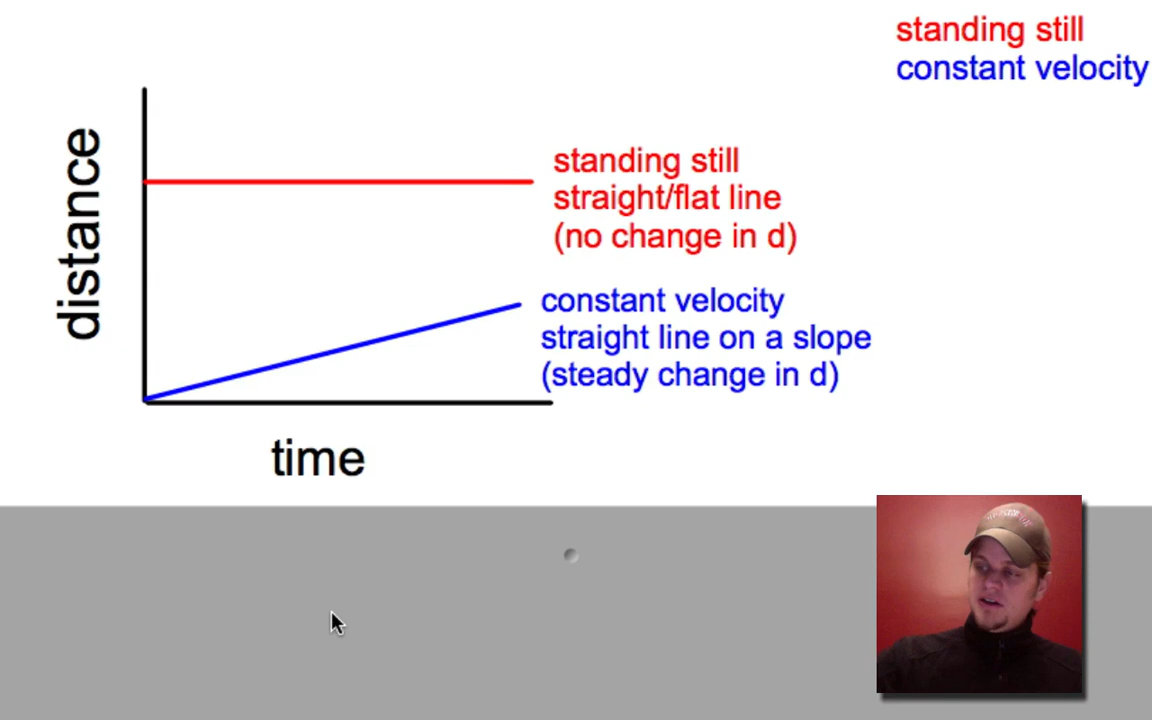 standing still
constant velocity
distance
standing still
straight/flat line
(no change in d)
constant velocity
straight line on a slope
(steady change in d)
time